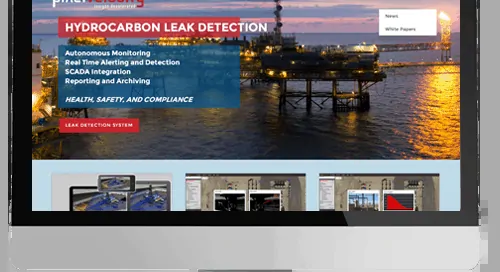 News
White Papers
HYDROCARBON LEAK DETECTION
Autonomous Monitoring
Real Time Alerting and Detection
SCADA Integration
Reporting and Archiving
HEALTH, SAFETY, AND COMPLIANCE
LEAK DETECTION SYSTEM